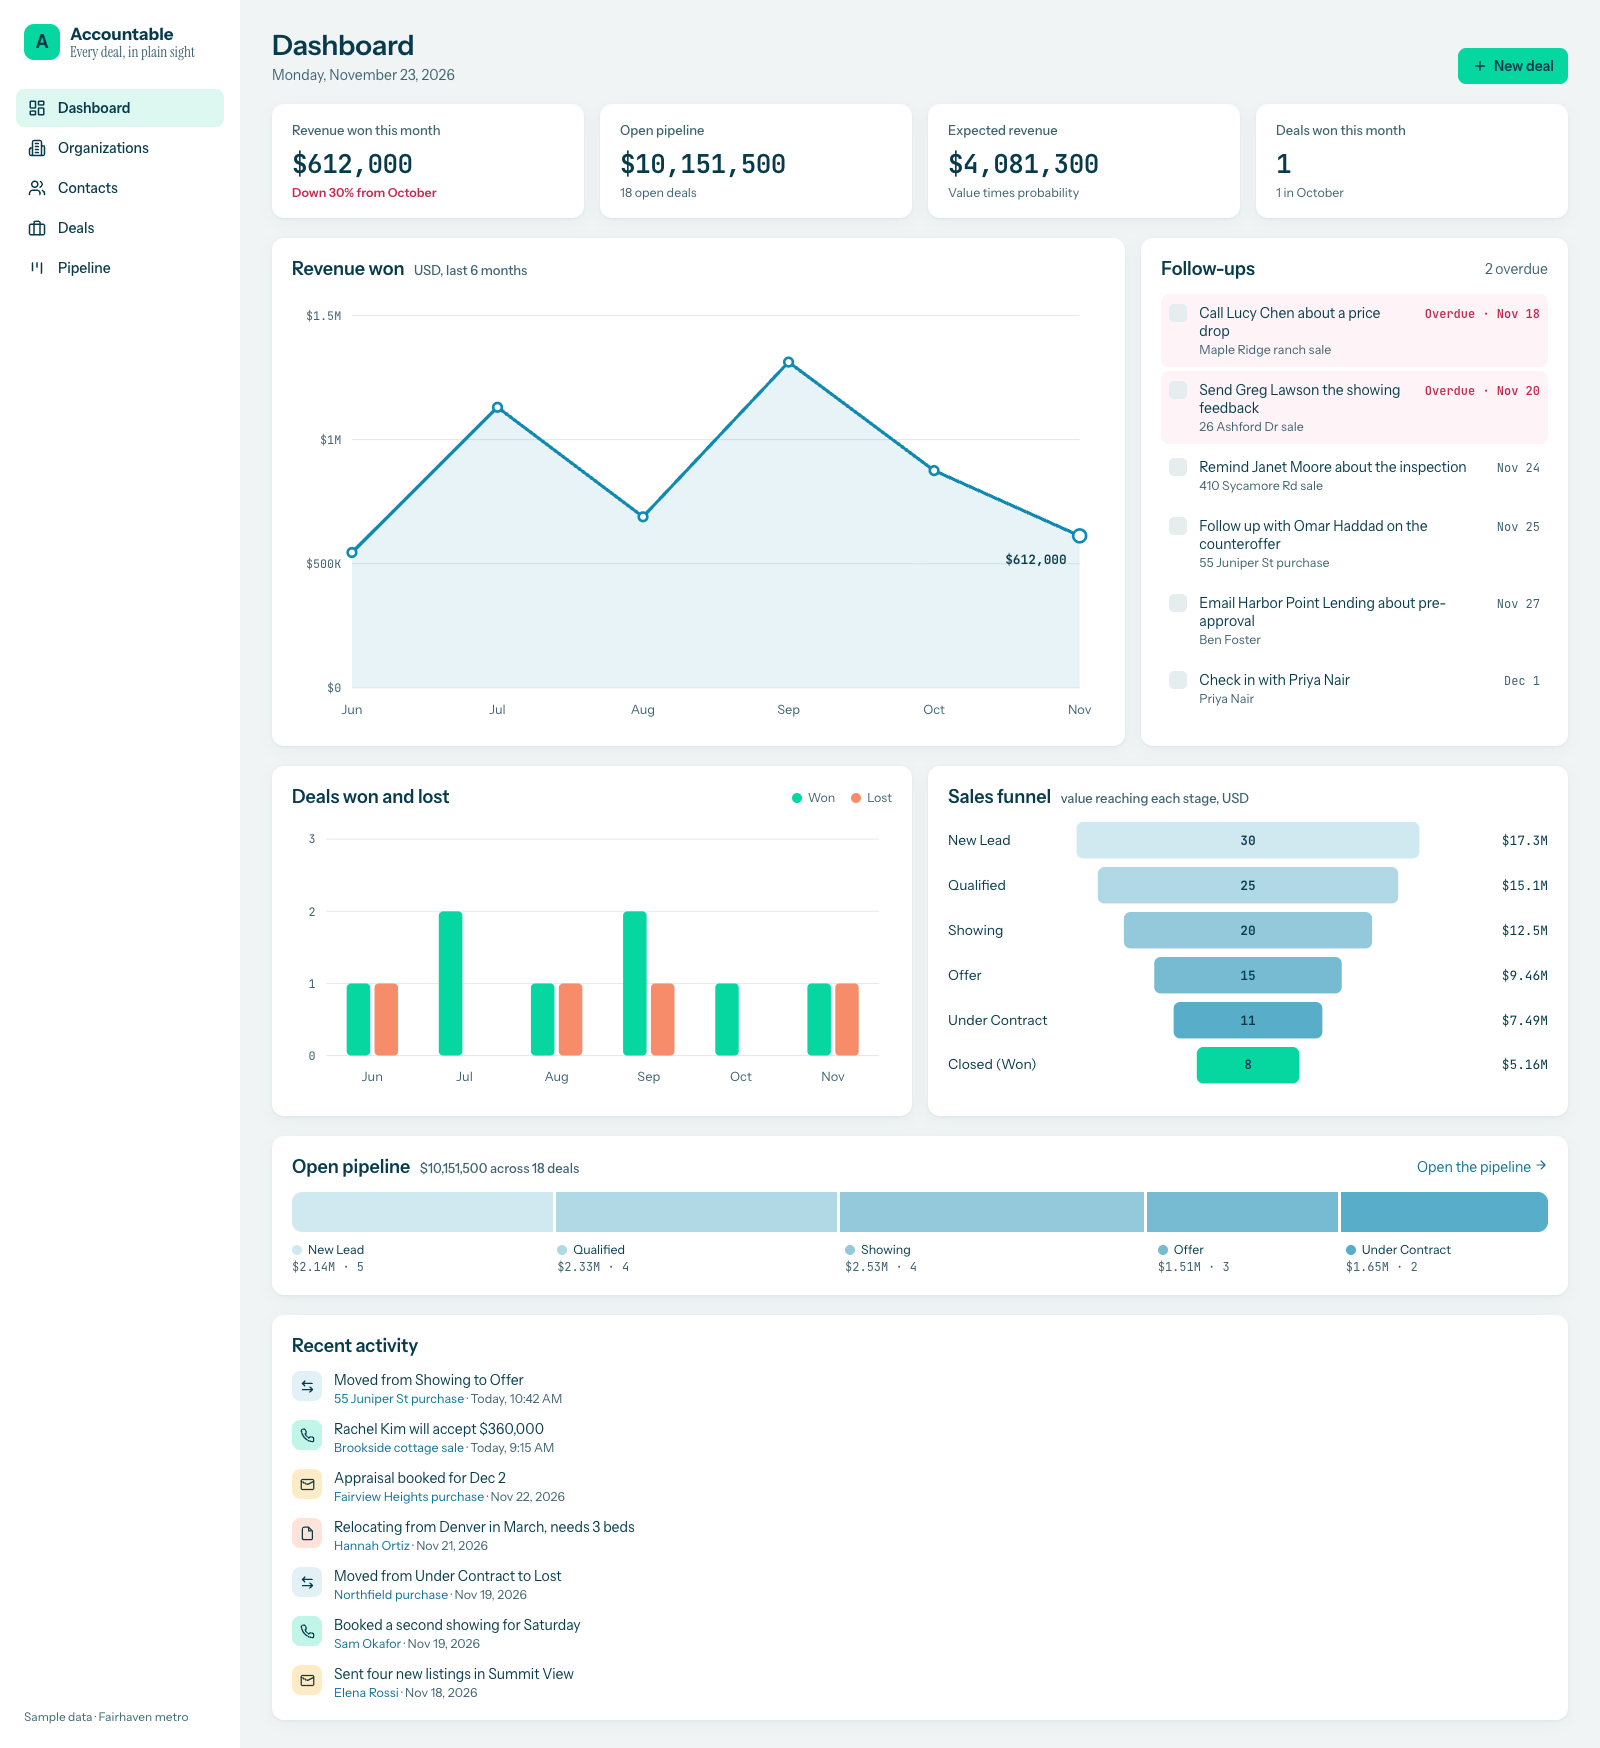 A
Accountable
Every deal, in plain sight
Dashboard
Organizations
Contacts
Deals
Pipeline
Sample data · Fairhaven metro
Dashboard
Monday, November 23, 2026
+ New deal
Revenue won this month
$612,000
Down 30% from October
Open pipeline
$10,151,500
18 open deals
Expected revenue
$4,081,300
Value times probability
Deals won this month
1
1 in October
Revenue won USD, last 6 months
$1.5M
$1M
$500K
$0
$612,000
Jun Jul Aug Sep Oct Nov
Follow-ups 2 overdue
Call Lucy Chen about a price Overdue · Nov 18
drop
Maple Ridge ranch sale
Send Greg Lawson the showing Overdue · Nov 20
feedback
26 Ashford Dr sale
Remind Janet Moore about the inspection Nov 24
410 Sycamore Rd sale
Follow up with Omar Haddad on the Nov 25
counteroffer
55 Juniper St purchase
Email Harbor Point Lending about pre- Nov 27
approval
Ben Foster
Check in with Priya Nair Dec 1
Priya Nair
Deals won and lost Won Lost
3
2
1
0
Jun Jul Aug Sep Oct Nov
Sales funnel value reaching each stage, USD
New Lead 30 $17.3M
Qualified 25 $15.1M
Showing 20 $12.5M
Offer 15 $9.46M
Under Contract 11 $7.49M
Closed (Won) 8 $5.16M
Open pipeline $10,151,500 across 18 deals Open the pipeline →
New Lead Qualified Showing Offer Under Contract
$2.14M · 5 $2.33M · 4 $2.53M · 4 $1.51M · 3 $1.65M · 2
Recent activity
Moved from Showing to Offer
55 Juniper St purchase · Today, 10:42 AM
Rachel Kim will accept $360,000
Brookside cottage sale · Today, 9:15 AM
Appraisal booked for Dec 2
Fairview Heights purchase · Nov 22, 2026
Relocating from Denver in March, needs 3 beds
Hannah Ortiz · Nov 21, 2026
Moved from Under Contract to Lost
Northfield purchase · Nov 19, 2026
Booked a second showing for Saturday
Sam Okafor · Nov 19, 2026
Sent four new listings in Summit View
Elena Rossi · Nov 18, 2026